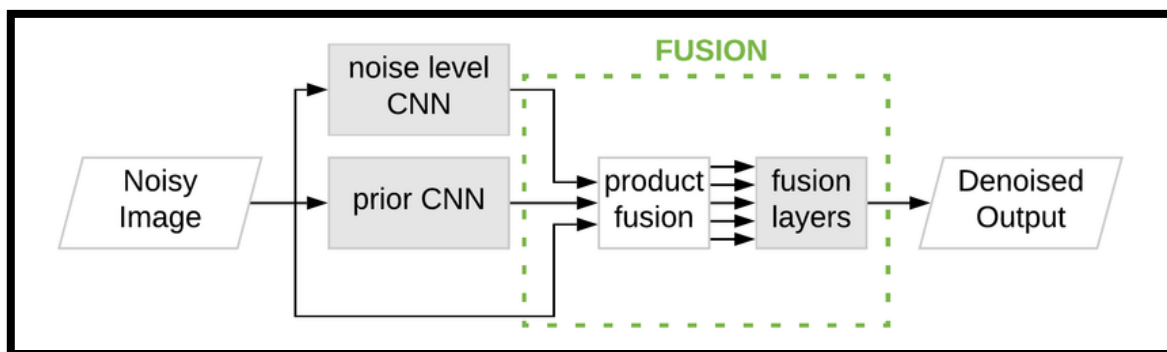 FUSION
noise level
CNN
Noisy
Image
prior CNN
product
fusion
fusion
layers
Denoised
Output